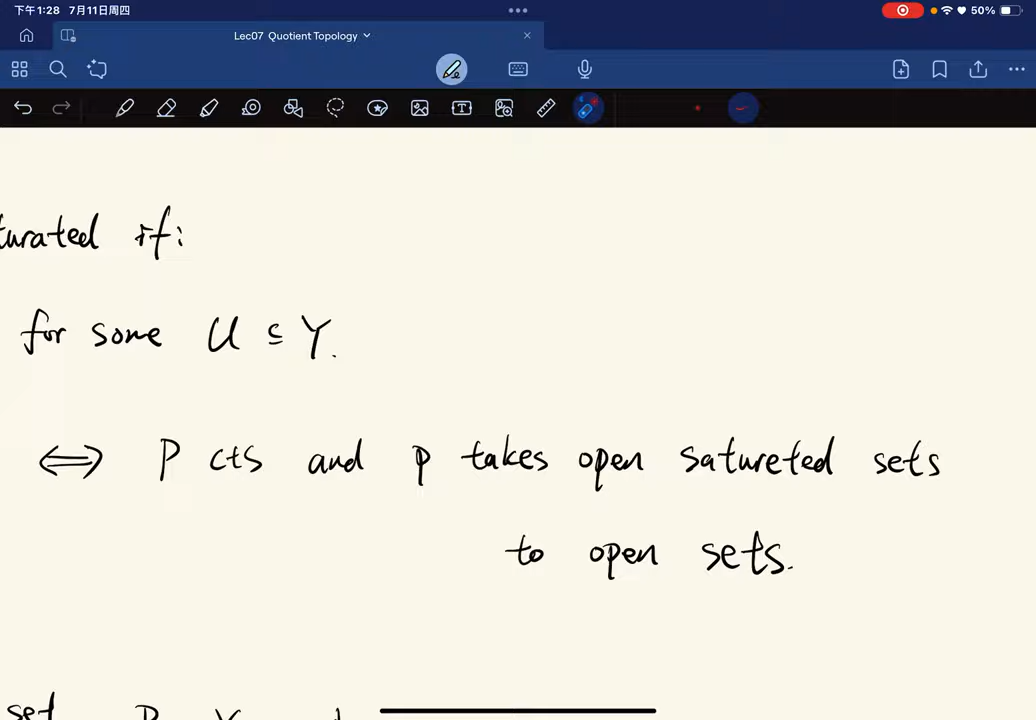 下午1:28 7月11日周四
50%
Lec07 Quotient Topology
turated if:
for some U ⊆ Y.
⟺ P cts and p takes open satureted sets
to open sets.
set P